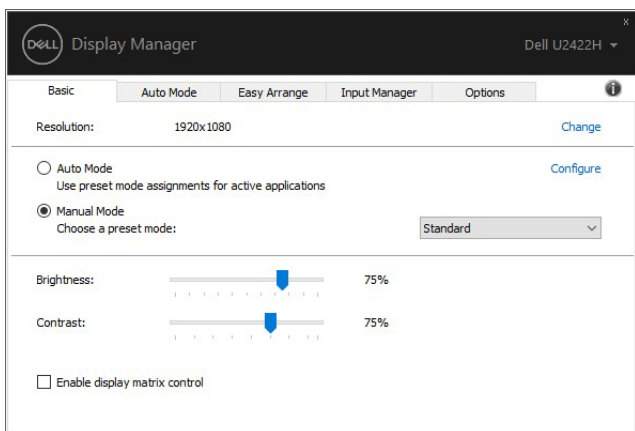 x
DELL Display Manager Dell U2422H
Basic Auto Mode Easy Arrange Input Manager Options i
Resolution: 1920x1080 Change
Auto Mode Configure
Use preset mode assignments for active applications
Manual Mode
Choose a preset mode: Standard
Brightness: 75%
Contrast: 75%
Enable display matrix control